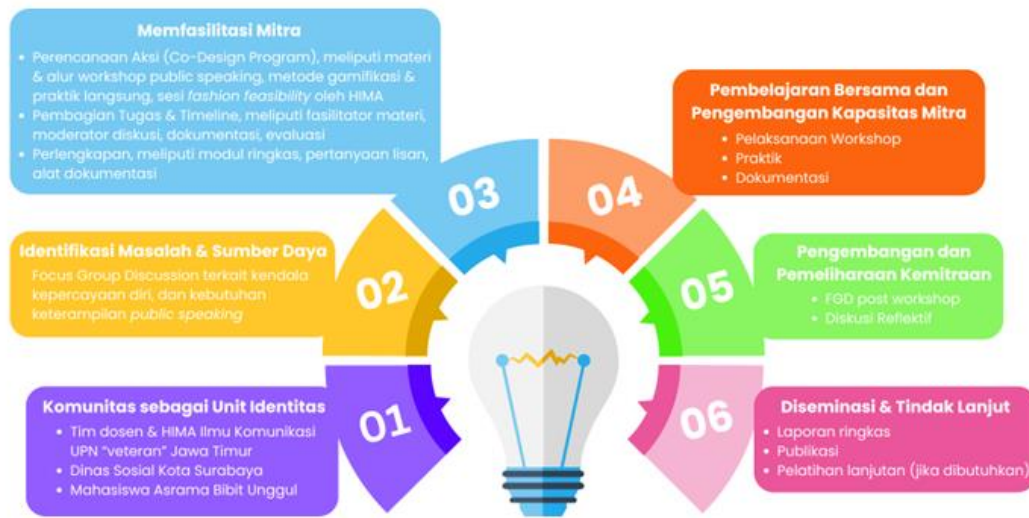 Komunitas sebagai Unit Identitas
• Tim dosen & HIMA Ilmu Komunikasi
UPN “veteran” Jawa Timur
• Dinas Sosial Kota Surabaya
• Mahasiswa Asrama Bibit Unggul
01
Identifikasi Masalah & Sumber Daya
Focus Group Discussion terkait kendala
kepercayaan diri, dan kebutuhan
keterampilan public speaking
02
Memfasilitasi Mitra
• Perencanaan Aksi (Co-Design Program), meliputi materi
& alur workshop public speaking, metode gamifikasi &
praktik langsung, sesi fashion feasibility oleh HIMA
• Pembagian Tugas & Timeline, meliputi fasilitator materi,
moderator diskusi, dokumentasi, evaluasi
• Perlengkapan, meliputi modul ringkas, pertanyaan lisan,
alat dokumentasi
03
Pembelajaran Bersama dan
Pengembangan Kapasitas Mitra
• Pelaksanaan Workshop
• Praktik
• Dokumentasi
04
Pengembangan dan
Pemeliharaan Kemitraan
• FGD post workshop
• Diskusi Reflektif
05
Diseminasi & Tindak Lanjut
• Laporan ringkas
• Publikasi
• Pelatihan lanjutan (jika dibutuhkan)
06